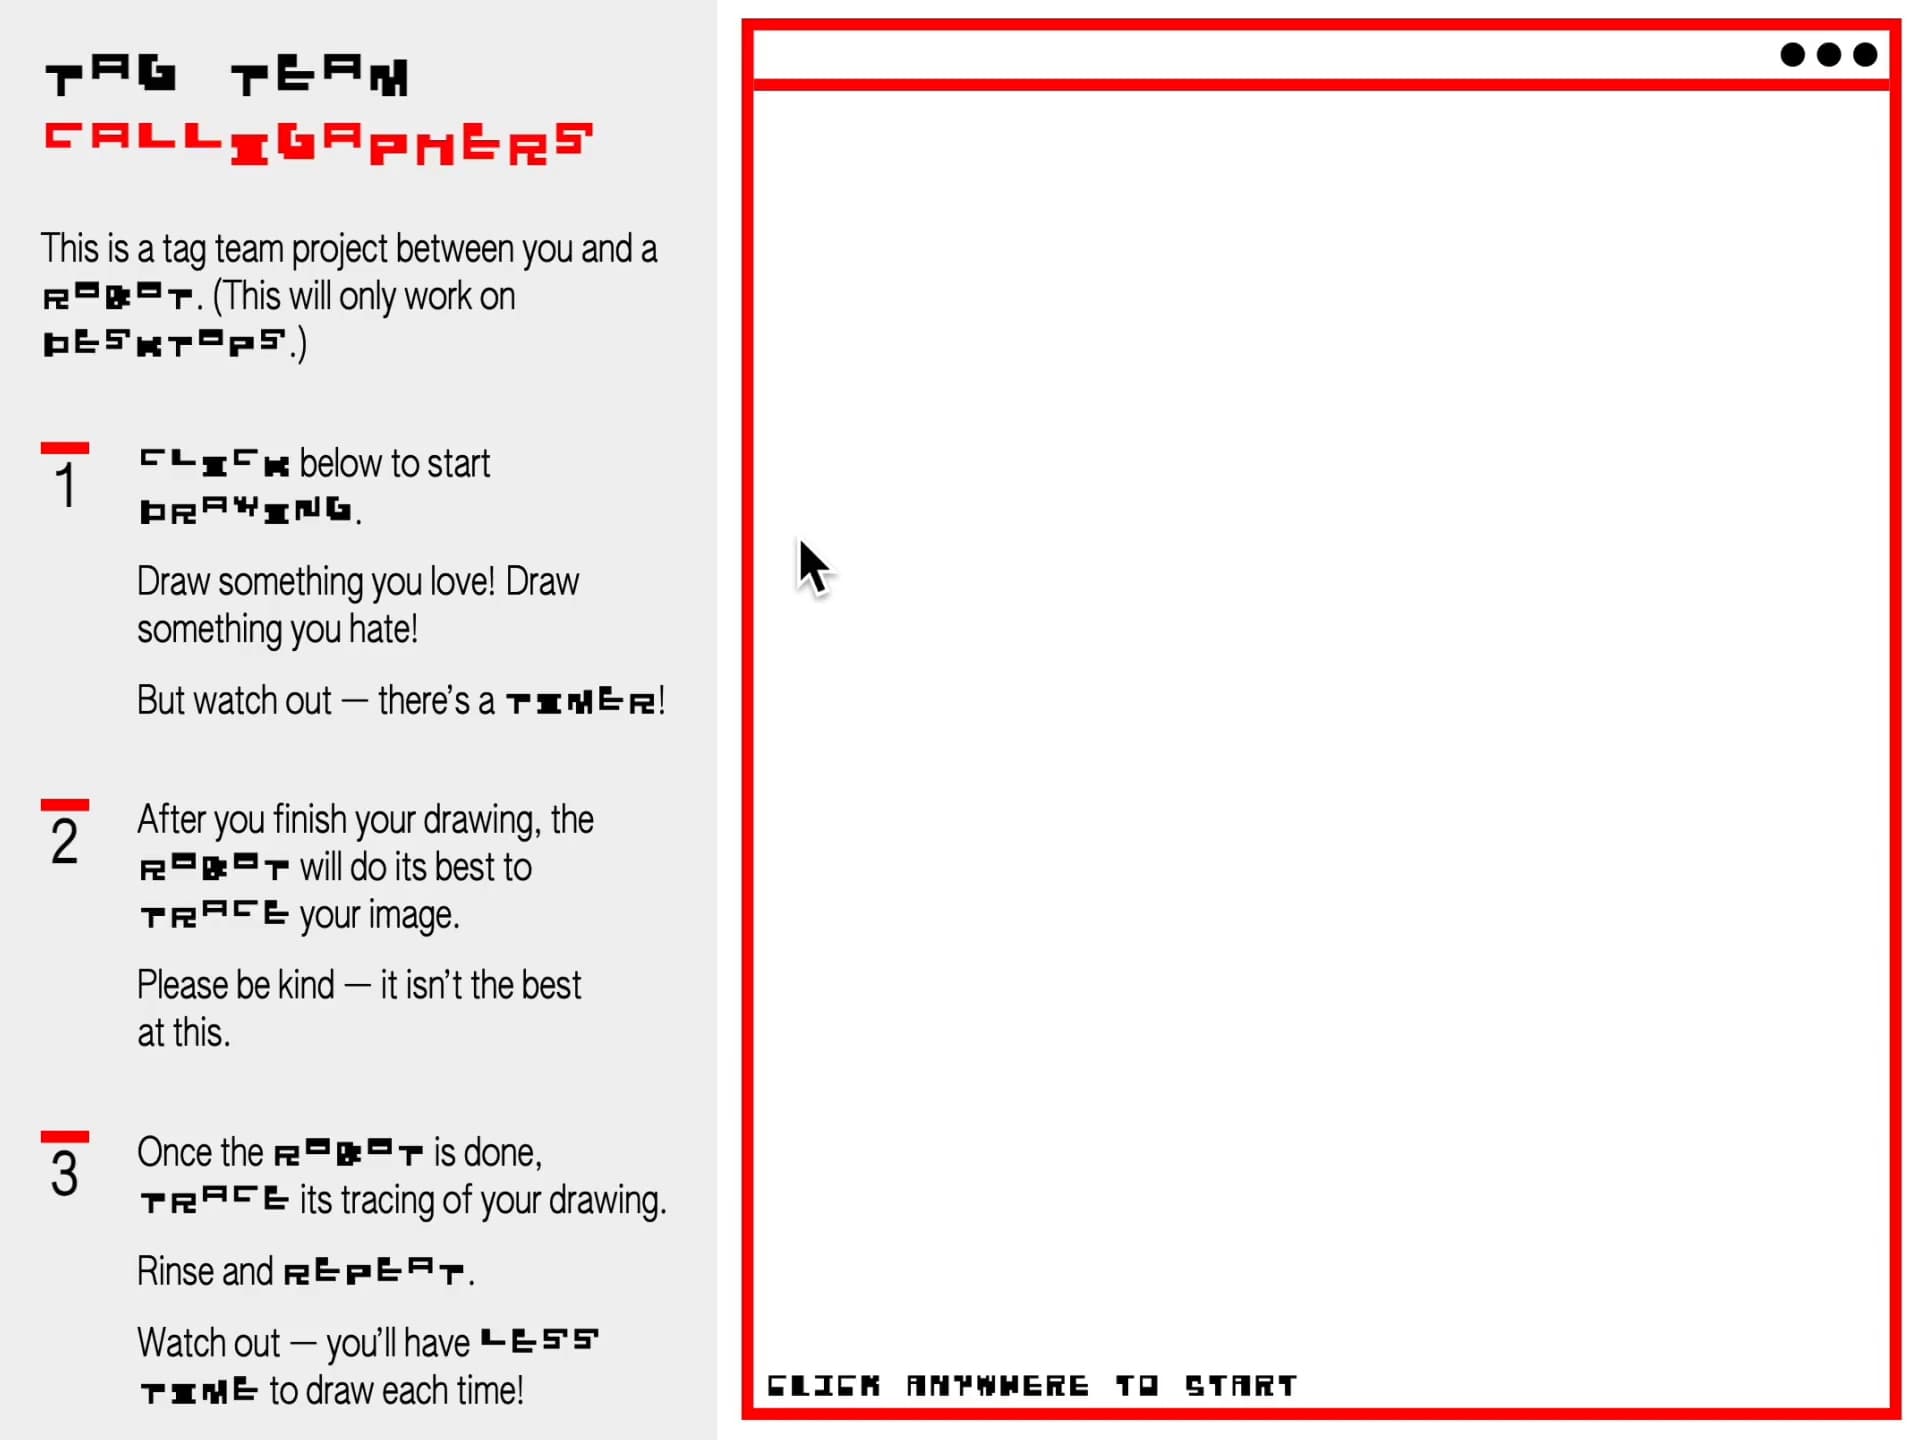 TAG TEAM
CALLIGAPHERS
This is a tag team project between you and a
ROBOT. (This will only work on
DESKTOPS.)
1
CLICK below to start
DRAWING.
Draw something you love! Draw
something you hate!
But watch out — there's a TIMER!
2
After you finish your drawing, the
ROBOT will do its best to
TRACE your image.
Please be kind — it isn't the best
at this.
3
Once the ROBOT is done,
TRACE its tracing of your drawing.
Rinse and REPEAT.
Watch out — you'll have LESS
TIME to draw each time!
CLICK ANYWHERE TO START